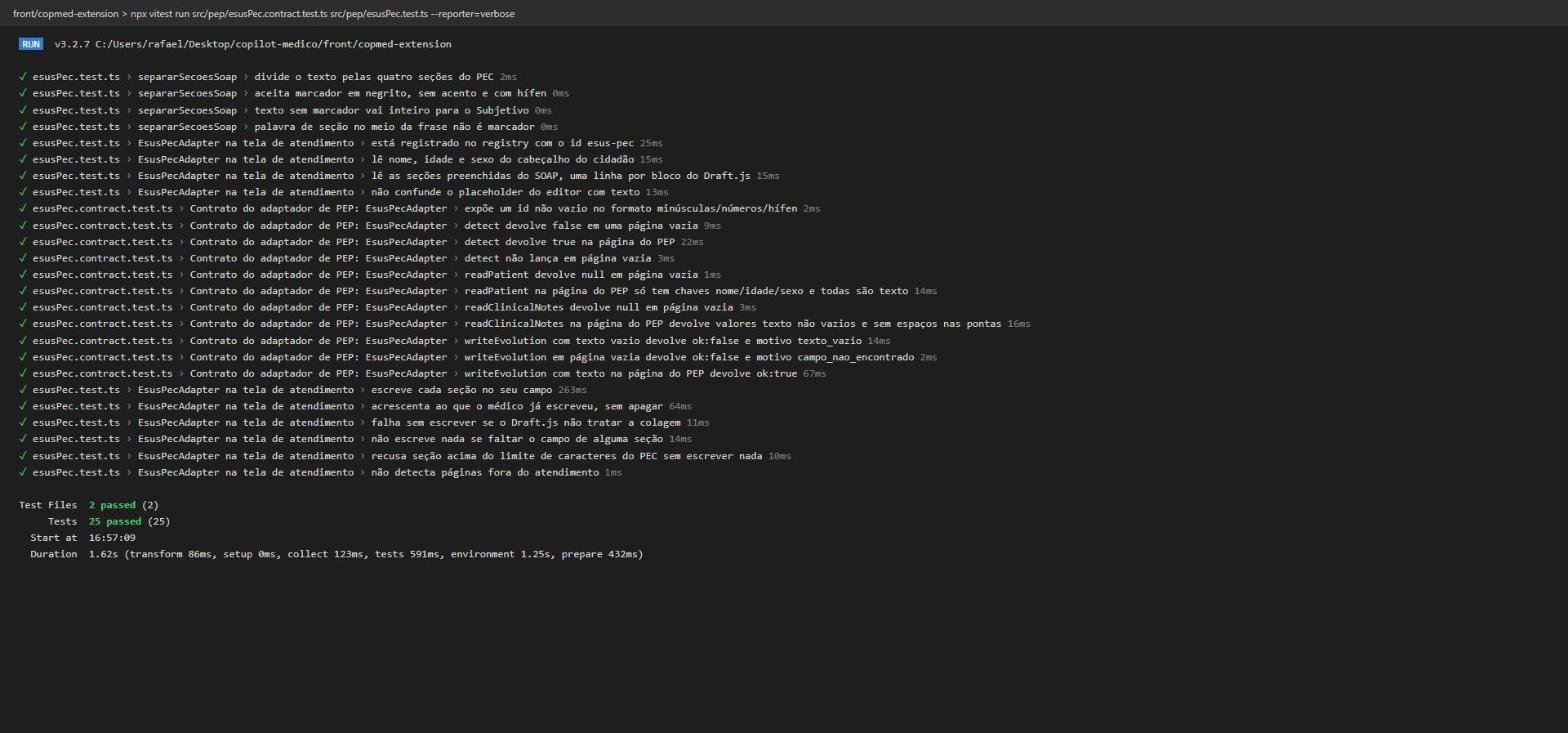 front/copmed-extension > npx vitest run src/pep/esusPec.contract.test.ts src/pep/esusPec.test.ts --reporter=verbose
RUN v3.2.7 C:/Users/rafael/Desktop/copilot-medico/front/copmed-extension
✓ esusPec.test.ts › separarSecoesSoap › divide o texto pelas quatro seções do PEC 2ms
✓ esusPec.test.ts › separarSecoesSoap › aceita marcador em negrito, sem acento e com hífen 0ms
✓ esusPec.test.ts › separarSecoesSoap › texto sem marcador vai inteiro para o Subjetivo 0ms
✓ esusPec.test.ts › separarSecoesSoap › palavra de seção no meio da frase não é marcador 0ms
✓ esusPec.test.ts › EsusPecAdapter na tela de atendimento › está registrado no registry com o id esus-pec 25ms
✓ esusPec.test.ts › EsusPecAdapter na tela de atendimento › lê nome, idade e sexo do cabeçalho do cidadão 15ms
✓ esusPec.test.ts › EsusPecAdapter na tela de atendimento › lê as seções preenchidas do SOAP, uma linha por bloco do Draft.js 15ms
✓ esusPec.test.ts › EsusPecAdapter na tela de atendimento › não confunde o placeholder do editor com texto 13ms
✓ esusPec.contract.test.ts › Contrato do adaptador de PEP: EsusPecAdapter › expõe um id não vazio no formato minúsculas/números/hífen 2ms
✓ esusPec.contract.test.ts › Contrato do adaptador de PEP: EsusPecAdapter › detect devolve false em uma página vazia 9ms
✓ esusPec.contract.test.ts › Contrato do adaptador de PEP: EsusPecAdapter › detect devolve true na página do PEP 22ms
✓ esusPec.contract.test.ts › Contrato do adaptador de PEP: EsusPecAdapter › detect não lança em página vazia 3ms
✓ esusPec.contract.test.ts › Contrato do adaptador de PEP: EsusPecAdapter › readPatient devolve null em página vazia 1ms
✓ esusPec.contract.test.ts › Contrato do adaptador de PEP: EsusPecAdapter › readPatient na página do PEP só tem chaves nome/idade/sexo e todas são texto 14ms
✓ esusPec.contract.test.ts › Contrato do adaptador de PEP: EsusPecAdapter › readClinicalNotes devolve null em página vazia 3ms
✓ esusPec.contract.test.ts › Contrato do adaptador de PEP: EsusPecAdapter › readClinicalNotes na página do PEP devolve valores texto não vazios e sem espaços nas pontas 16ms
✓ esusPec.contract.test.ts › Contrato do adaptador de PEP: EsusPecAdapter › writeEvolution com texto vazio devolve ok:false e motivo texto_vazio 14ms
✓ esusPec.contract.test.ts › Contrato do adaptador de PEP: EsusPecAdapter › writeEvolution em página vazia devolve ok:false e motivo campo_nao_encontrado 2ms
✓ esusPec.contract.test.ts › Contrato do adaptador de PEP: EsusPecAdapter › writeEvolution com texto na página do PEP devolve ok:true 67ms
✓ esusPec.test.ts › EsusPecAdapter na tela de atendimento › escreve cada seção no seu campo 263ms
✓ esusPec.test.ts › EsusPecAdapter na tela de atendimento › acrescenta ao que o médico já escreveu, sem apagar 64ms
✓ esusPec.test.ts › EsusPecAdapter na tela de atendimento › falha sem escrever se o Draft.js não tratar a colagem 11ms
✓ esusPec.test.ts › EsusPecAdapter na tela de atendimento › não escreve nada se faltar o campo de alguma seção 14ms
✓ esusPec.test.ts › EsusPecAdapter na tela de atendimento › recusa seção acima do limite de caracteres do PEC sem escrever nada 10ms
✓ esusPec.test.ts › EsusPecAdapter na tela de atendimento › não detecta páginas fora do atendimento 1ms
Test Files 2 passed (2)
Tests 25 passed (25)
Start at 16:57:09
Duration 1.62s (transform 86ms, setup 0ms, collect 123ms, tests 591ms, environment 1.25s, prepare 432ms)